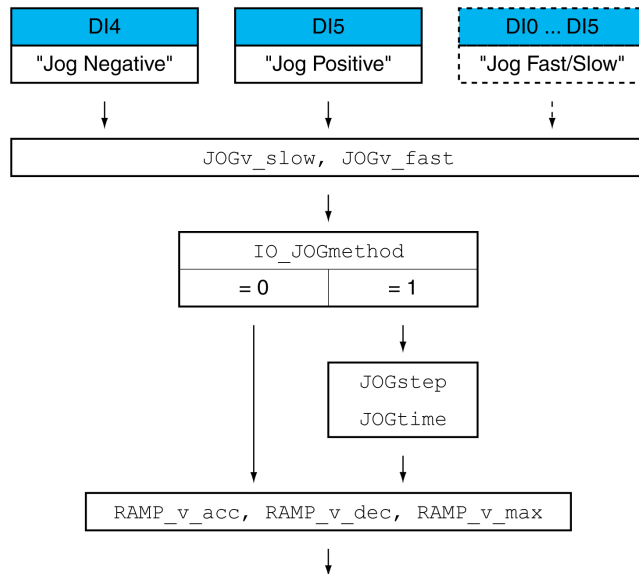 DI4
DI5
DI0 ... DI5
"Jog Negative"
"Jog Positive"
"Jog Fast/Slow"
JOGv_slow, JOGv_fast
IO_JOGmethod
= 0
= 1
JOGstep
JOGtime
RAMP_v_acc, RAMP_v_dec, RAMP_v_max